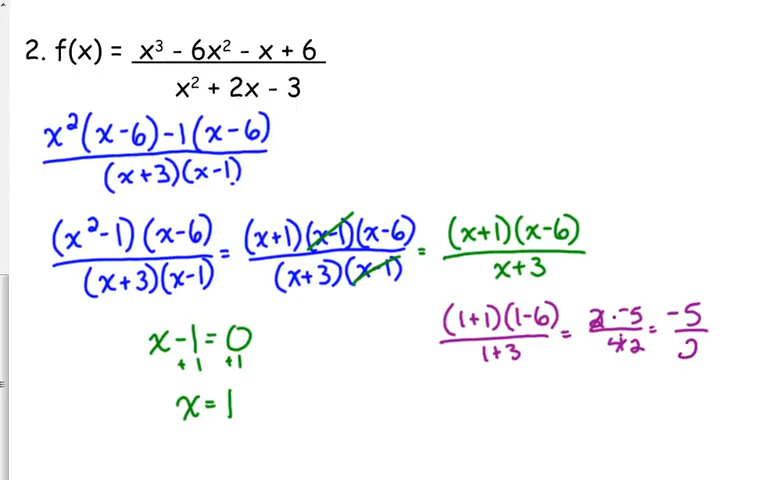 2. f(x) = x³ - 6x² - x + 6
x² + 2x - 3
x²(x-6)-1(x-6)
(x+3)(x-1)
(x²-1)(x-6) = (x+1)(x-1)(x-6) = (x+1)(x-6)
(x+3)(x-1) (x+3)(x-1) x+3
(1+1)(1-6) = 2·-5 = -5
1+3 4 2
x-1=0
+1 +1
x=1